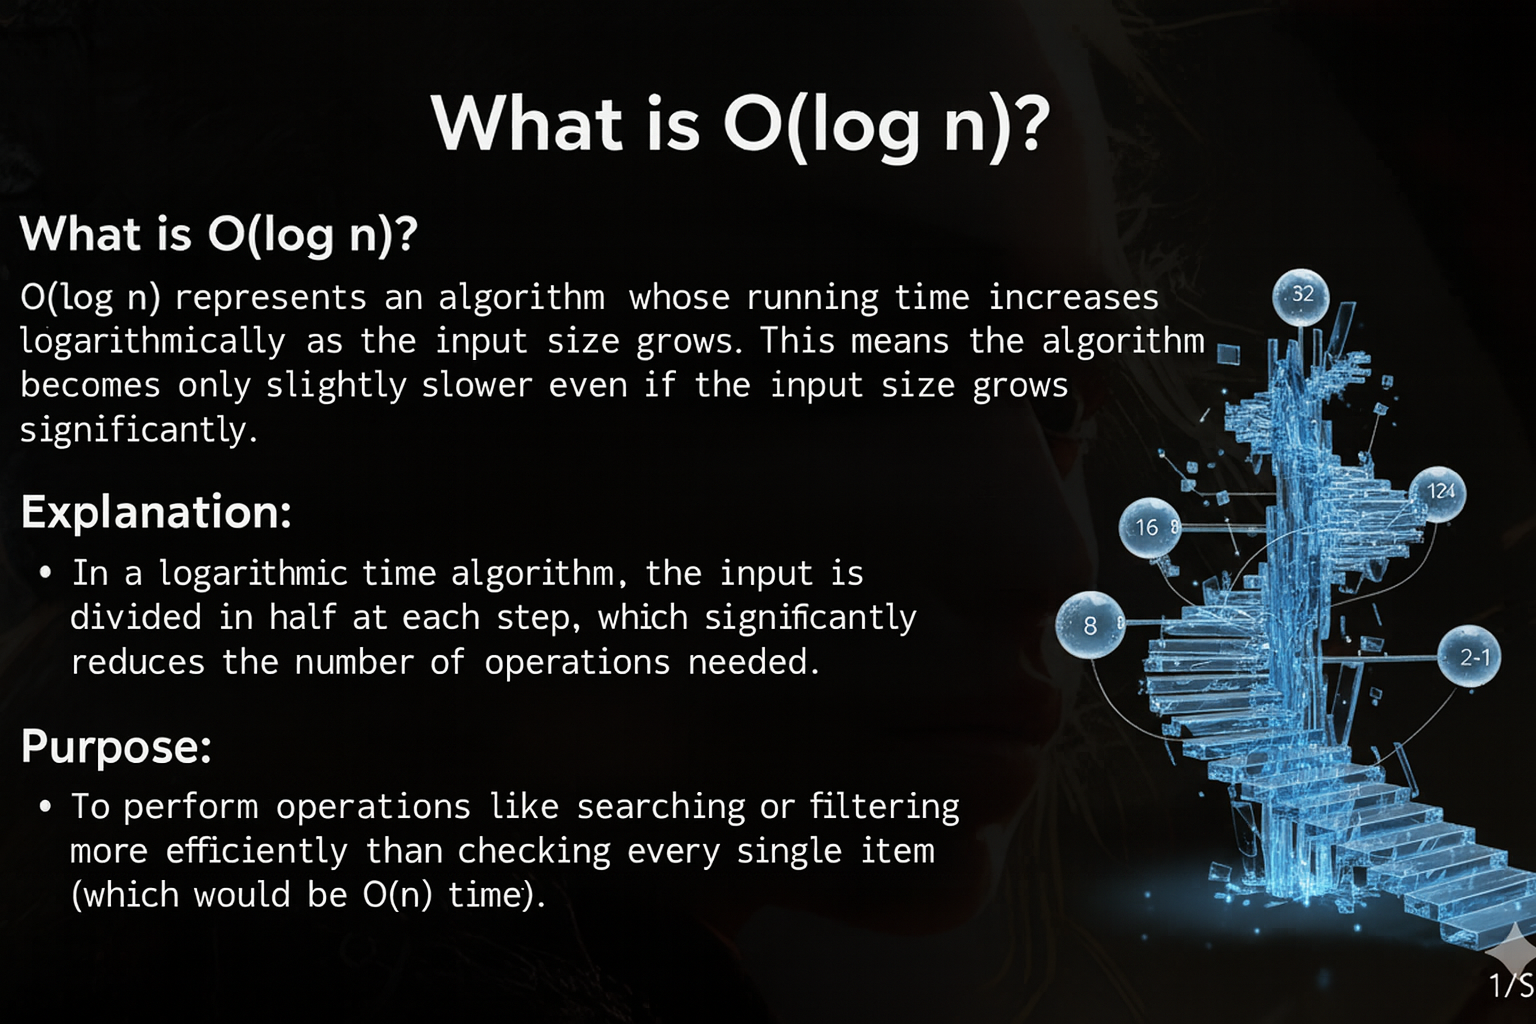 What is O(log n)?
What is O(log n)?
O(log n) represents an algorithm whose running time increases
logarithmically as the input size grows. This means the algorithm
becomes only slightly slower even if the input size grows
significantly.
Explanation:
• In a logarithmic time algorithm, the input is
divided in half at each step, which significantly
reduces the number of operations needed.
Purpose:
• To perform operations like searching or filtering
more efficiently than checking every single item
(which would be O(n) time).
32
124
16 8
8 8
2-1
1/S